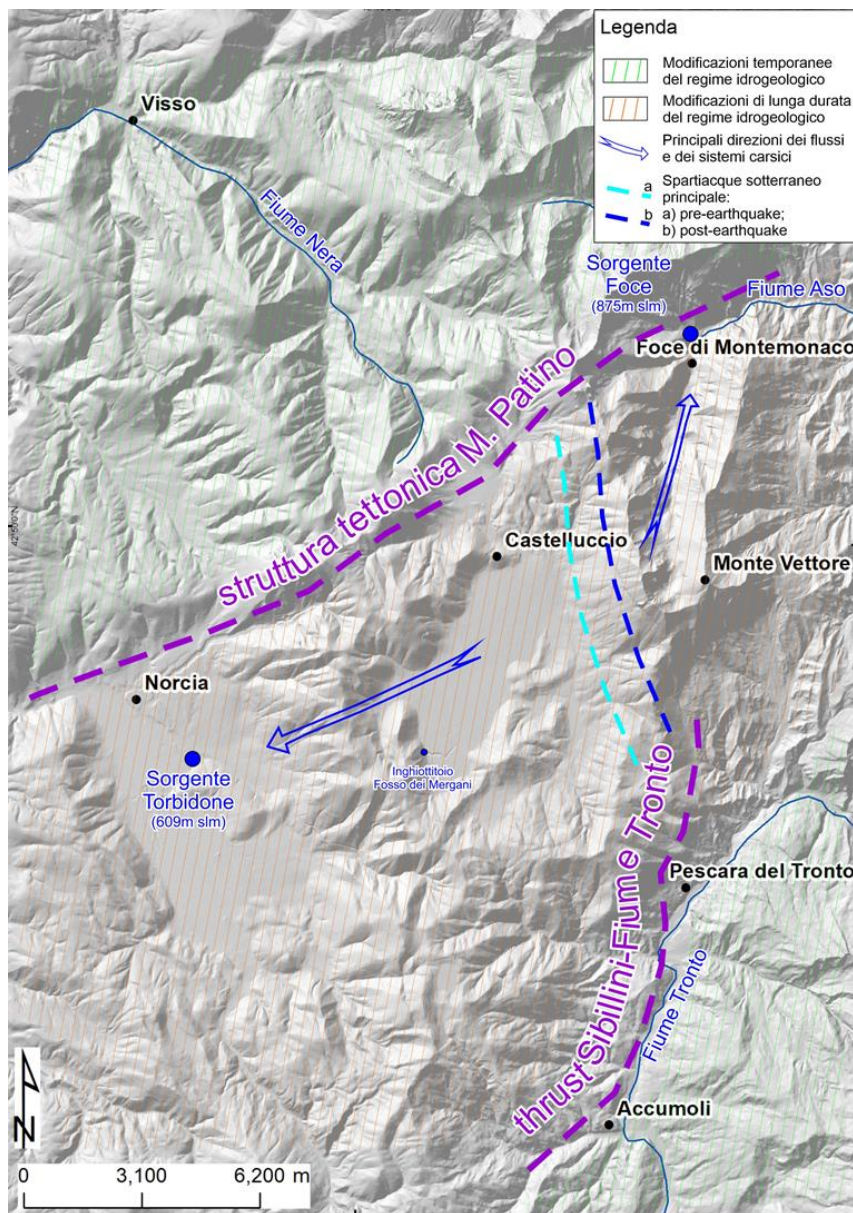 Legenda
Modificazioni temporanee
del regime idrogeologico
Modificazioni di lunga durata
del regime idrogeologico
Principali direzioni dei flussi
e dei sistemi carsici
a
Spartiacque sotterraneo
principale:
b
a) pre-earthquake;
b) post-earthquake
Visso
Fiume Nera
Sorgente
Foce
(875m slm)
Fiume Aso
Foce di Montemonaco
struttura tettonica M. Patino
42°50'0"N
Castelluccio
Monte Vettore
Norcia
Sorgente
Torbidone
(609m slm)
Inghiottitoio
Fosso dei Mergani
thrust Sibillini-Fiume Tronto
Pescara del Tronto
Fiume Tronto
Accumoli
N
0 3,100 6,200 m